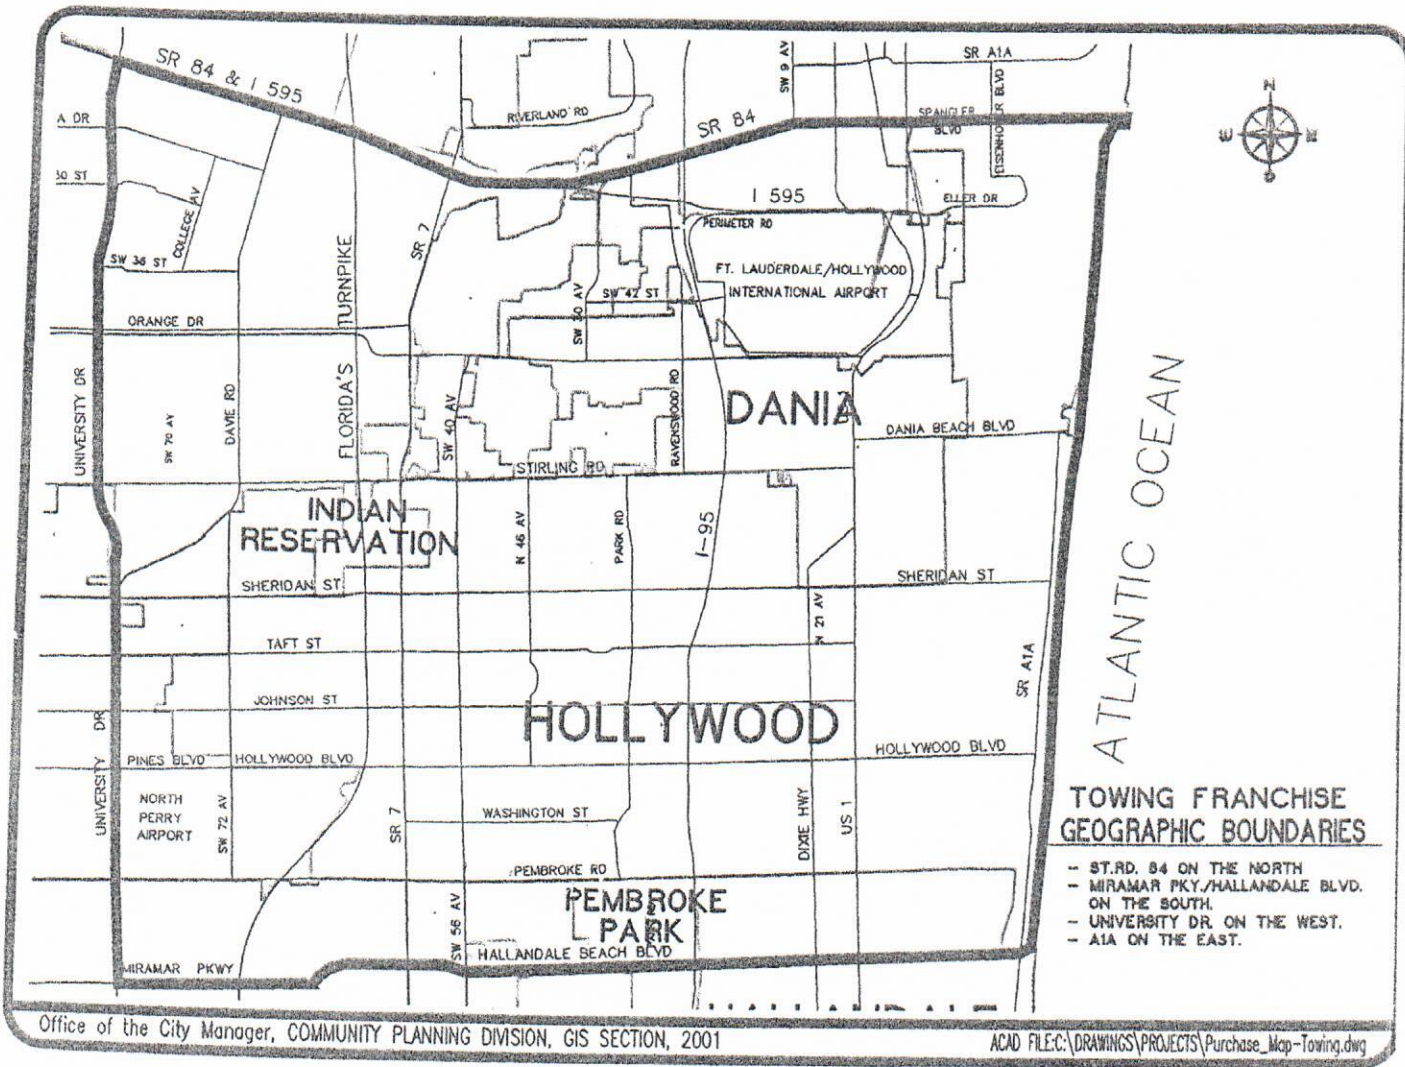 SR A1A
SR 84 & I 595
SW 9 AV
EISENHOWER BLVD
RIVERLAND RD
SPANGLER
BLVD
SR 84
A DR
30 ST
COLLEGE AV
I 595
ELLER DR
PERIMETER RD
SR 7
SW 36 ST
FT. LAUDERDALE/HOLLYWOOD
INTERNATIONAL AIRPORT
SW 42 ST
SW 30 AV
ORANGE DR
FLORIDA'S TURNPIKE
UNIVERSITY DR
SW 70 AV
DAVIE RD
SW 40 AV
RAVENSWOOD RD
DANIA
DANIA BEACH BLVD
STIRLING RD
INDIAN
RESERVATION
N 46 AV
PARK RD
I-95
ATLANTIC OCEAN
SHERIDAN ST
SHERIDAN ST
N 21 AV
TAFT ST
SR A1A
JOHNSON ST
HOLLYWOOD
UNIVERSITY DR
PINES BLVD
HOLLYWOOD BLVD
HOLLYWOOD BLVD
NORTH
PERRY
AIRPORT
SW 72 AV
SR 7
WASHINGTON ST
DIXIE HWY
US 1
PEMBROKE RD
PEMBROKE
PARK
SW 56 AV
HALLANDALE BEACH BLVD
MIRAMAR PKWY
N
W
E
TOWING FRANCHISE
GEOGRAPHIC BOUNDARIES
- ST.RD. 84 ON THE NORTH
- MIRAMAR PKY./HALLANDALE BLVD.
ON THE SOUTH.
- UNIVERSITY DR. ON THE WEST.
- A1A ON THE EAST.
Office of the City Manager, COMMUNITY PLANNING DIVISION, GIS SECTION, 2001
ACAD FILE:C:\DRAWINGS\PROJECTS\Purchase_Map-Towing.dwg